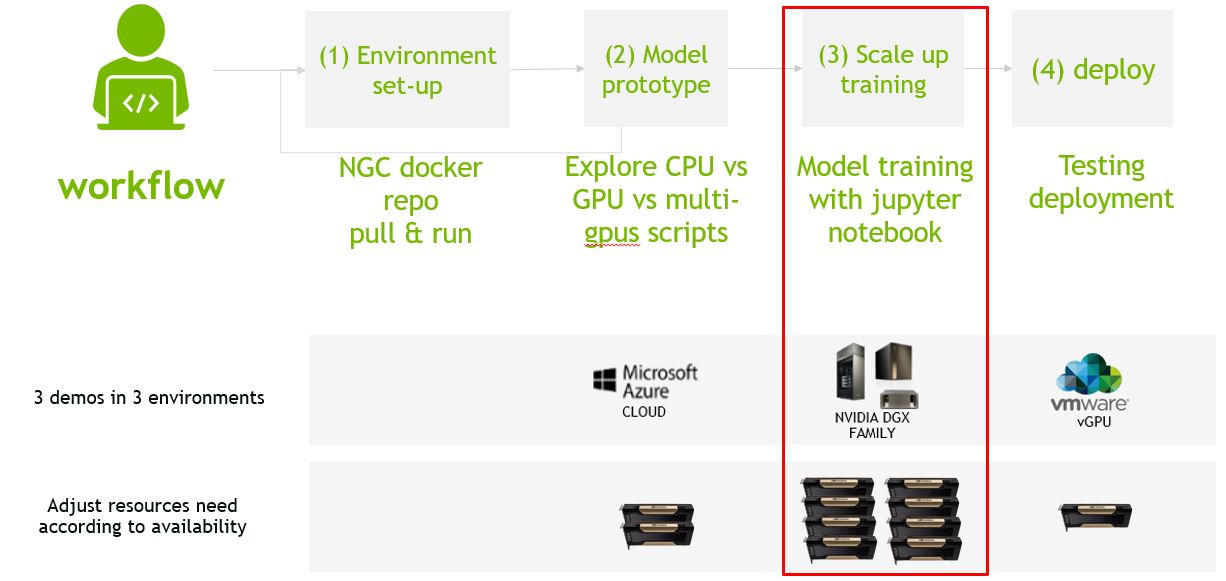 (1) Environment
set-up
(2) Model
prototype
(3) Scale up
training
(4) deploy
</>
workflow
NGC docker
repo
pull & run
Explore CPU vs
GPU vs multi-
gpus scripts
Model training
with jupyter
notebook
Testing
deployment
3 demos in 3 environments
Microsoft
Azure
CLOUD
NVIDIA DGX
FAMILY
vmware
vGPU
Adjust resources need
according to availability